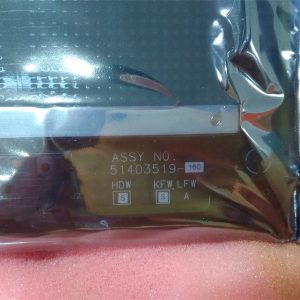 ASSY NO.
51403519-160
HDW KFW,LFW
S S A